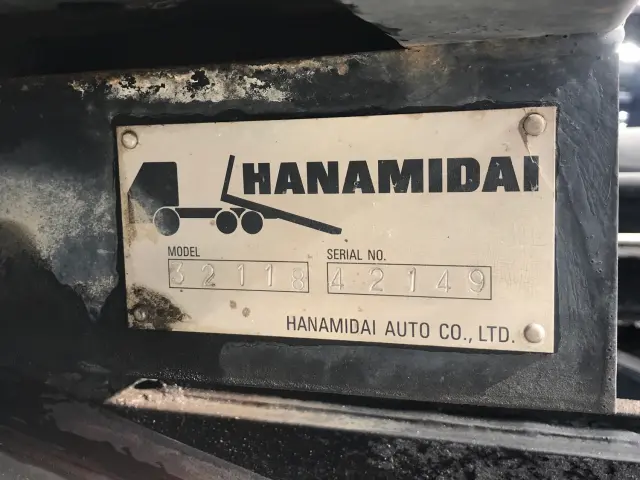 HANAMIDAI
MODEL SERIAL NO.
32118 42149
HANAMIDAI AUTO CO., LTD.